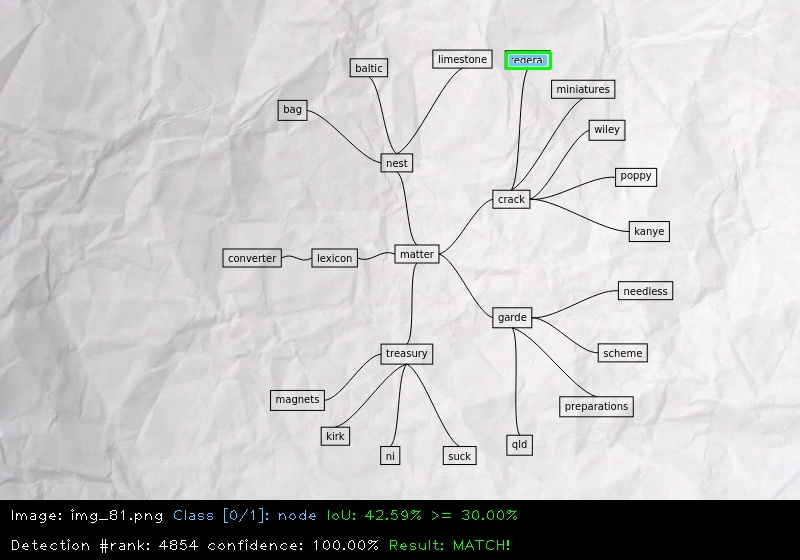 limestone
baltic
miniatures
bag
wiley
nest
poppy
crack
kanye
matter
converter
lexicon
needless
garde
treasury
scheme
magnets
preparations
kirk
qld
ni
suck
Image: img_81.png Class [0/1]: node IoU: 42.59% >= 30.00%
Detection #rank: 4854 confidence: 100.00% Result: MATCH!